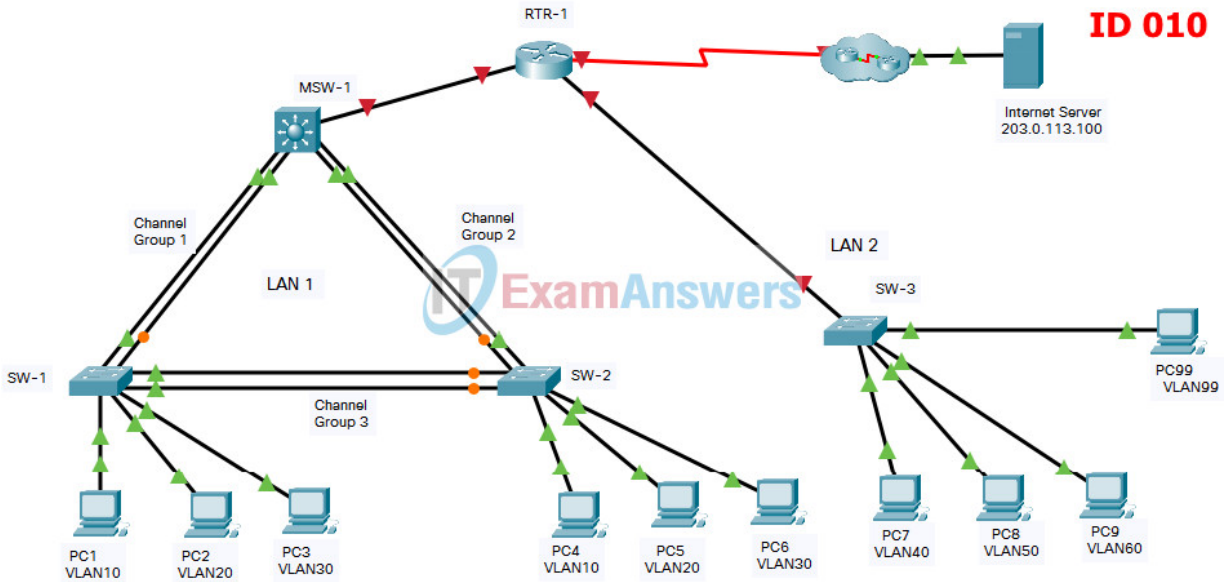 RTR-1
ID 010
MSW-1
Internet Server
203.0.113.100
Channel
Group 1
Channel
Group 2
LAN 1
LAN 2
ITExamAnswers
SW-3
SW-1
SW-2
PC99
VLAN99
Channel
Group 3
PC1
VLAN10
PC2
VLAN20
PC3
VLAN30
PC4
VLAN10
PC5
VLAN20
PC6
VLAN30
PC7
VLAN40
PC8
VLAN50
PC9
VLAN60